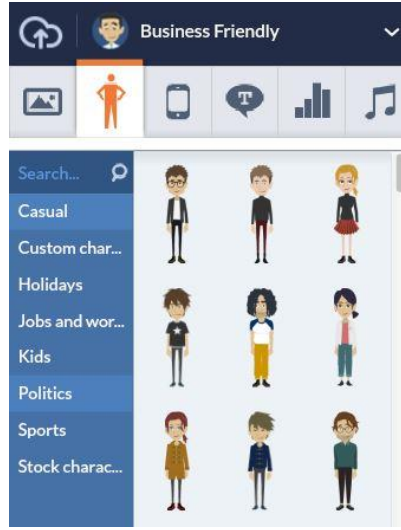 Business Friendly
T
Search...
Casual
Custom char...
Holidays
Jobs and wor...
Kids
Politics
Sports
Stock charac...